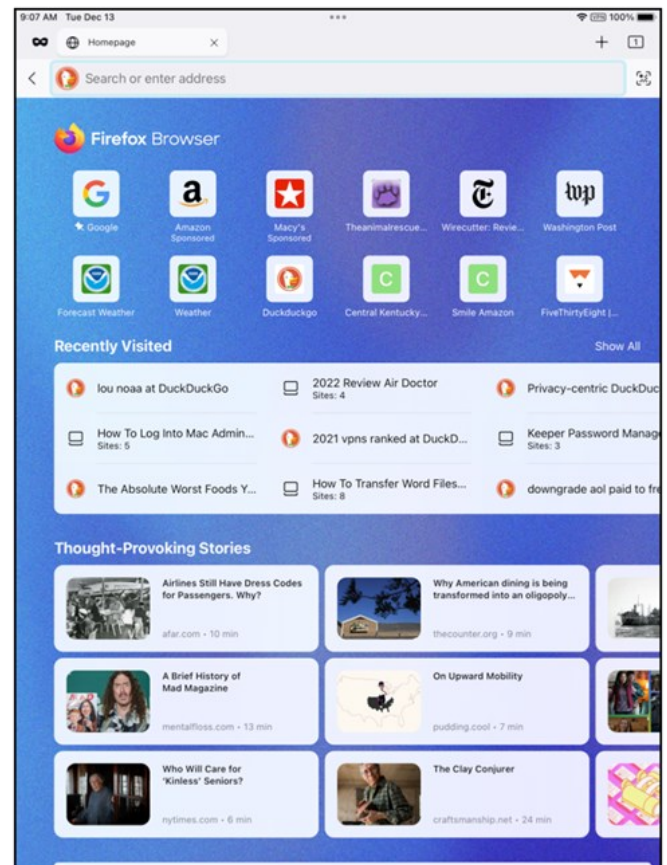 9:07 AM Tue Dec 13
VPN 100%
Homepage
1
Search or enter address
Firefox Browser
Google
Amazon
Sponsored
Macy's
Sponsored
Theanimalrescue...
Wirecutter: Revie...
Washington Post
Forecast Weather
Weather
Duckduckgo
Central Kentucky...
Smile Amazon
FiveThirtyEight |...
Recently Visited
Show All
lou noaa at DuckDuckGo
2022 Review Air Doctor
Sites: 4
Privacy-centric DuckDuc
How To Log Into Mac Admin...
Sites: 5
2021 vpns ranked at DuckD...
Keeper Password Manag
Sites: 3
The Absolute Worst Foods Y...
How To Transfer Word Files...
Sites: 8
downgrade aol paid to fre
Thought-Provoking Stories
Airlines Still Have Dress Codes
for Passengers. Why?
afar.com • 10 min
Why American dining is being
transformed into an oligopoly...
thecounter.org • 9 min
A Brief History of
Mad Magazine
mentalfloss.com • 13 min
On Upward Mobility
pudding.cool • 7 min
Who Will Care for
'Kinless' Seniors?
nytimes.com • 6 min
The Clay Conjurer
craftsmanship.net • 24 min